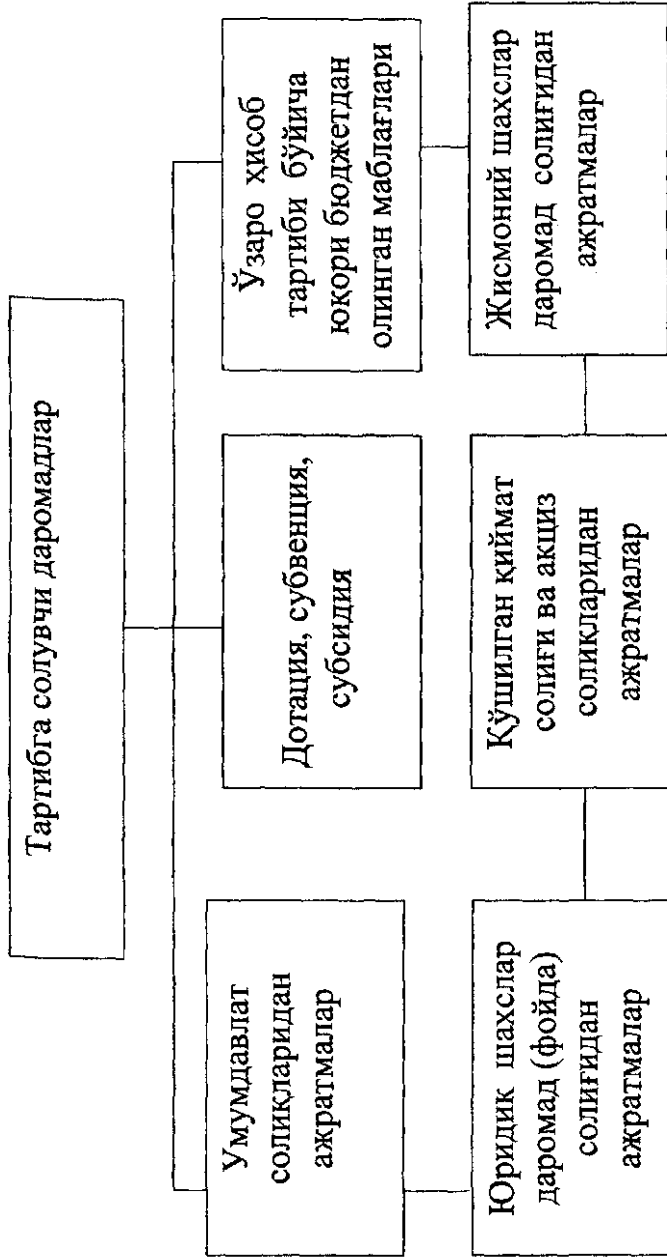 Тартибга солувчи даромадлар
Умумдавлат
солиқларидан
ажратмалар
Дотация, субвенция,
субсидия
Ўзаро ҳисоб
тартиби бўйича
юқори бюджетдан
олинган маблағлари
Юридик шахслар
даромад (фойда)
солиғидан
ажратмалар
Қўшилган қиймат
солиғи ва акциз
солиқларидан
ажратмалар
Жисмоний шахслар
даромад солиғидан
ажратмалар